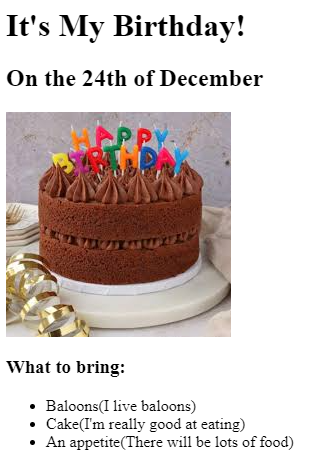 It's My Birthday!
On the 24th of December
HAPPY
BIRTHDAY
What to bring:
Baloons(I live baloons)
Cake(I'm really good at eating)
An appetite(There will be lots of food)